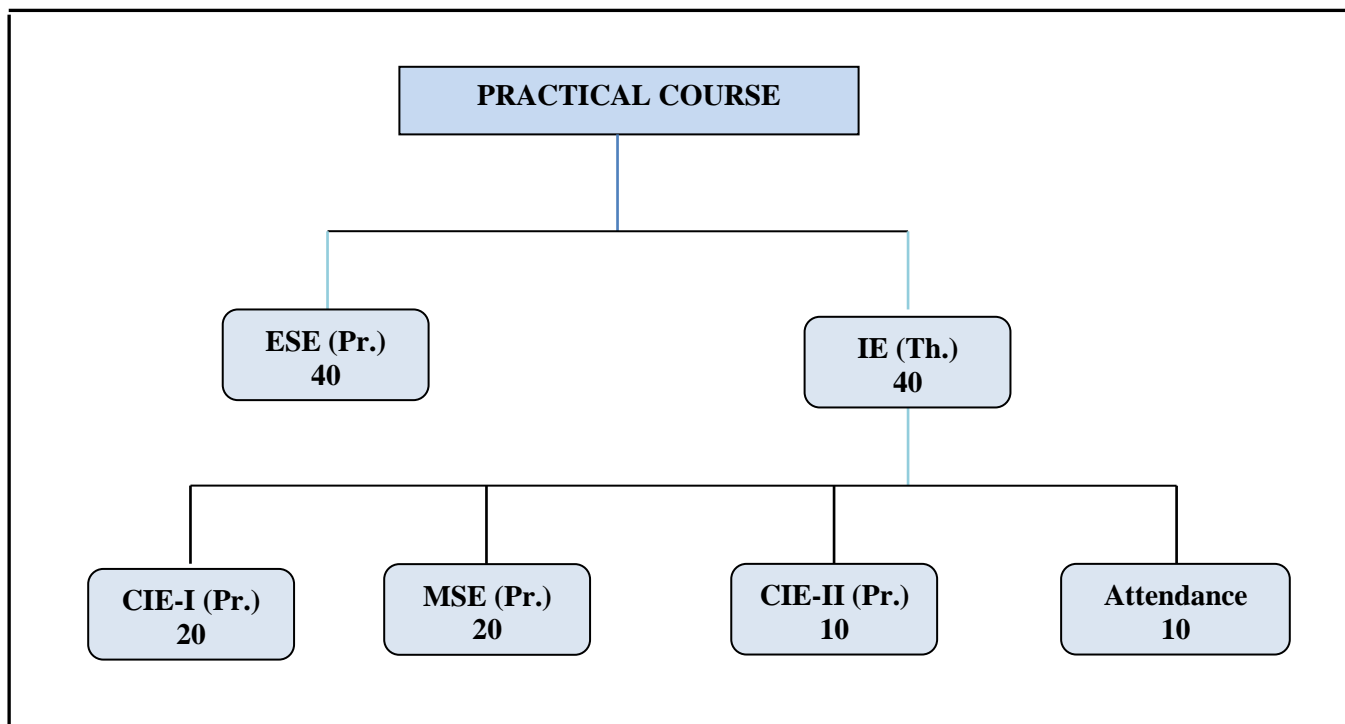 PRACTICAL COURSE
ESE (Pr.)
40
IE (Th.)
40
CIE-I (Pr.)
20
MSE (Pr.)
20
CIE-II (Pr.)
10
Attendance
10